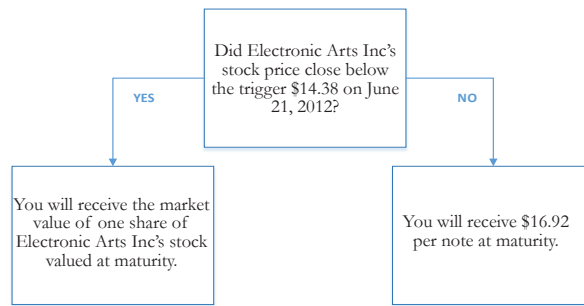 Did Electronic Arts Inc's
stock price close below
the trigger $14.38 on June
21, 2012?
YES
NO
You will receive the market
value of one share of
Electronic Arts Inc's stock
valued at maturity.
You will receive $16.92
per note at maturity.